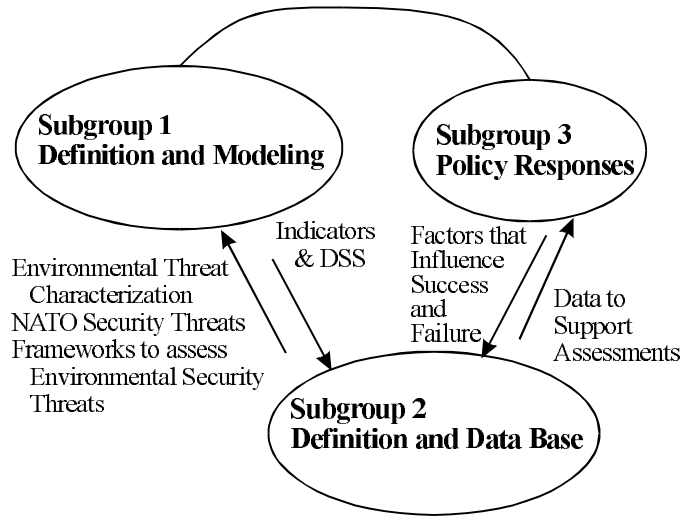 Subgroup 1
Definition and Modeling
Subgroup 3
Policy Responses
Indicators
& DSS
Environmental Threat
Characterization
NATO Security Threats
Frameworks to assess
Environmental Security
Threats
Factors that
Influence
Success
and
Failure
Data to
Support
Assessments
Subgroup 2
Definition and Data Base